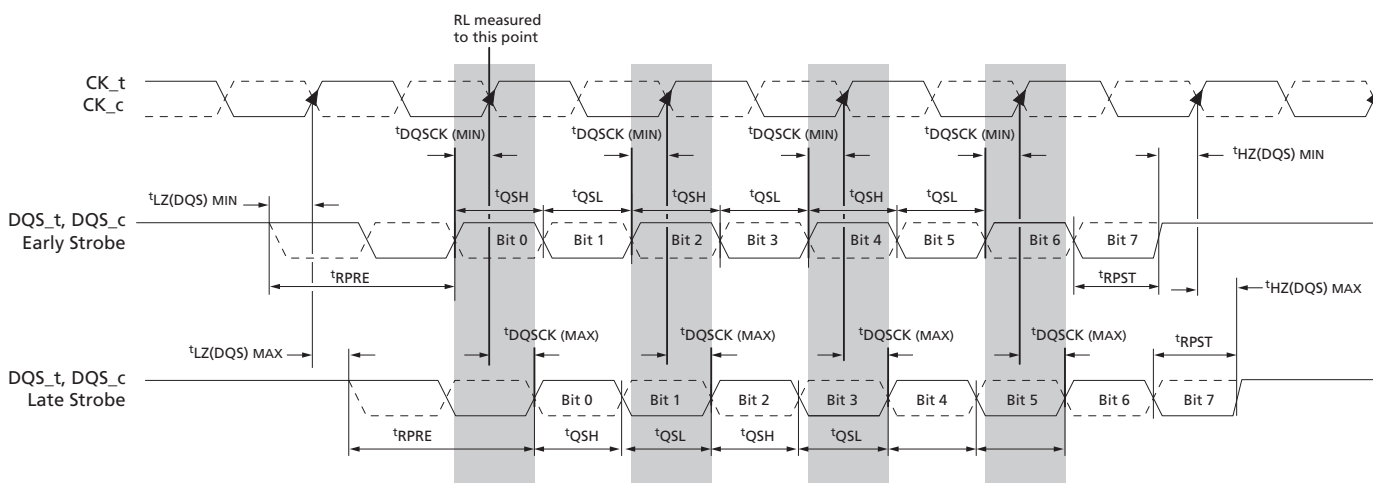 RL measured
to this point
CK_t
CK_c
tDQSCK (MIN) tDQSCK (MIN) tDQSCK (MIN) tDQSCK (MIN)
tHZ(DQS) MIN
tLZ(DQS) MIN
tQSH tQSL tQSH tQSL tQSH tQSL
DQS_t, DQS_c
Early Strobe
Bit 0 Bit 1 Bit 2 Bit 3 Bit 4 Bit 5 Bit 6 Bit 7
tRPRE
tRPST
tHZ(DQS) MAX
tLZ(DQS) MAX
tDQSCK (MAX) tDQSCK (MAX) tDQSCK (MAX) tDQSCK (MAX)
tRPST
DQS_t, DQS_c
Late Strobe
Bit 0 Bit 1 Bit 2 Bit 3 Bit 4 Bit 5 Bit 6 Bit 7
tRPRE
tQSH tQSL tQSH tQSL